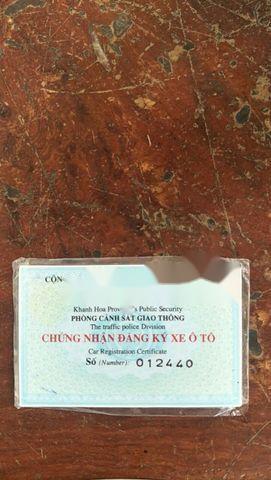 CÔN
Khanh Hoa Prov 's Public Security
PHÒNG CẢNH SÁT GIAO THÔNG
The traffic police Division
CHỨNG NHẬN ĐĂNG KÝ XE Ô TÔ
Car Registration Certificate
Số (Number): 012440